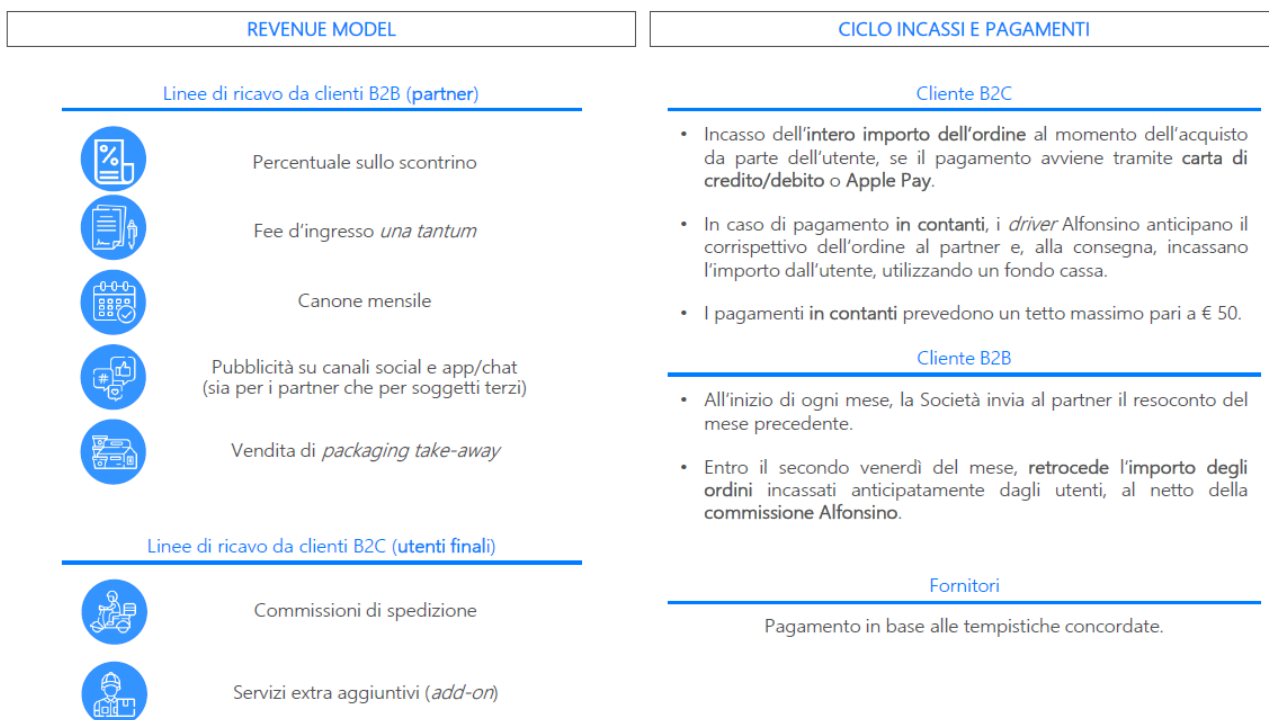 REVENUE MODEL
Linee di ricavo da clienti B2B (partner)
Percentuale sullo scontrino
Fee d'ingresso una tantum
Canone mensile
Pubblicità su canali social e app/chat
(sia per i partner che per soggetti terzi)
Vendita di packaging take-away
Linee di ricavo da clienti B2C (utenti finali)
Commissioni di spedizione
Servizi extra aggiuntivi (add-on)
CICLO INCASSI E PAGAMENTI
Cliente B2C
• Incasso dell'intero importo dell'ordine al momento dell'acquisto
da parte dell'utente, se il pagamento avviene tramite carta di
credito/debito o Apple Pay.
• In caso di pagamento in contanti, i driver Alfonsino anticipano il
corrispettivo dell'ordine al partner e, alla consegna, incassano
l'importo dall'utente, utilizzando un fondo cassa.
• I pagamenti in contanti prevedono un tetto massimo pari a € 50.
Cliente B2B
• All'inizio di ogni mese, la Società invia al partner il resoconto del
mese precedente.
• Entro il secondo venerdì del mese, retrocede l'importo degli
ordini incassati anticipatamente dagli utenti, al netto della
commissione Alfonsino.
Fornitori
Pagamento in base alle tempistiche concordate.